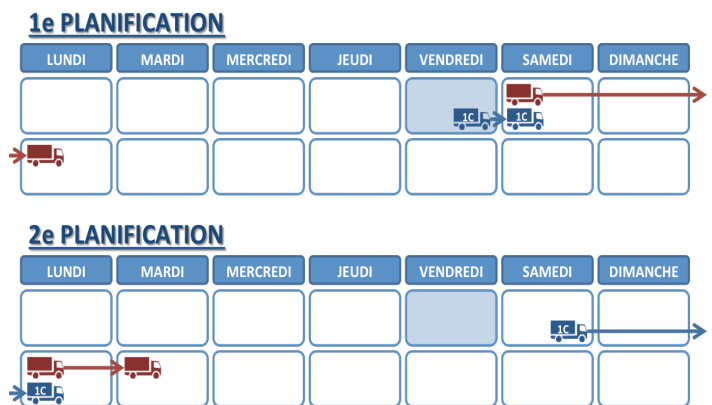 1e PLANIFICATION
LUNDI MARDI MERCREDI JEUDI VENDREDI SAMEDI DIMANCHE
1C 1C
2e PLANIFICATION
LUNDI MARDI MERCREDI JEUDI VENDREDI SAMEDI DIMANCHE
1C
1C